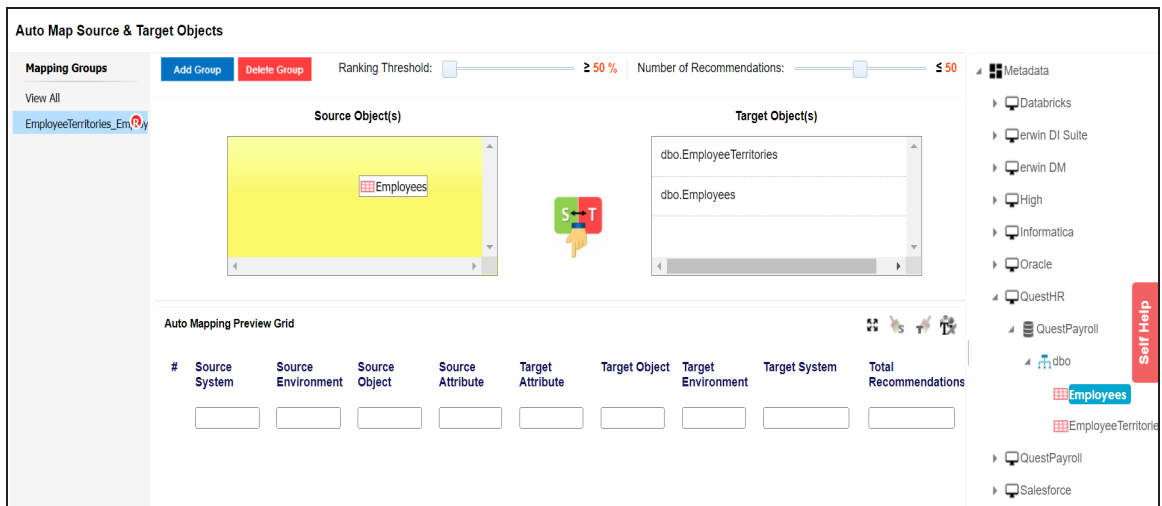 Auto Map Source & Target Objects
Mapping Groups
View All
EmployeeTerritories_Em
R
Add Group
Delete Group
Ranking Threshold:
≥ 50 %
Number of Recommendations:
≤ 50
Source Object(s)
Employees
S T
Target Object(s)
dbo.EmployeeTerritories
dbo.Employees
Auto Mapping Preview Grid
S
T
T
# Source System Source Environment Source Object Source Attribute Target Attribute Target Object Target Environment Target System Total Recommendations
Metadata
Databricks
erwin DI Suite
erwin DM
High
Informatica
Oracle
QuestHR
QuestPayroll
dbo
Employees
EmployeeTerritorie
QuestPayroll
Salesforce
Self Help